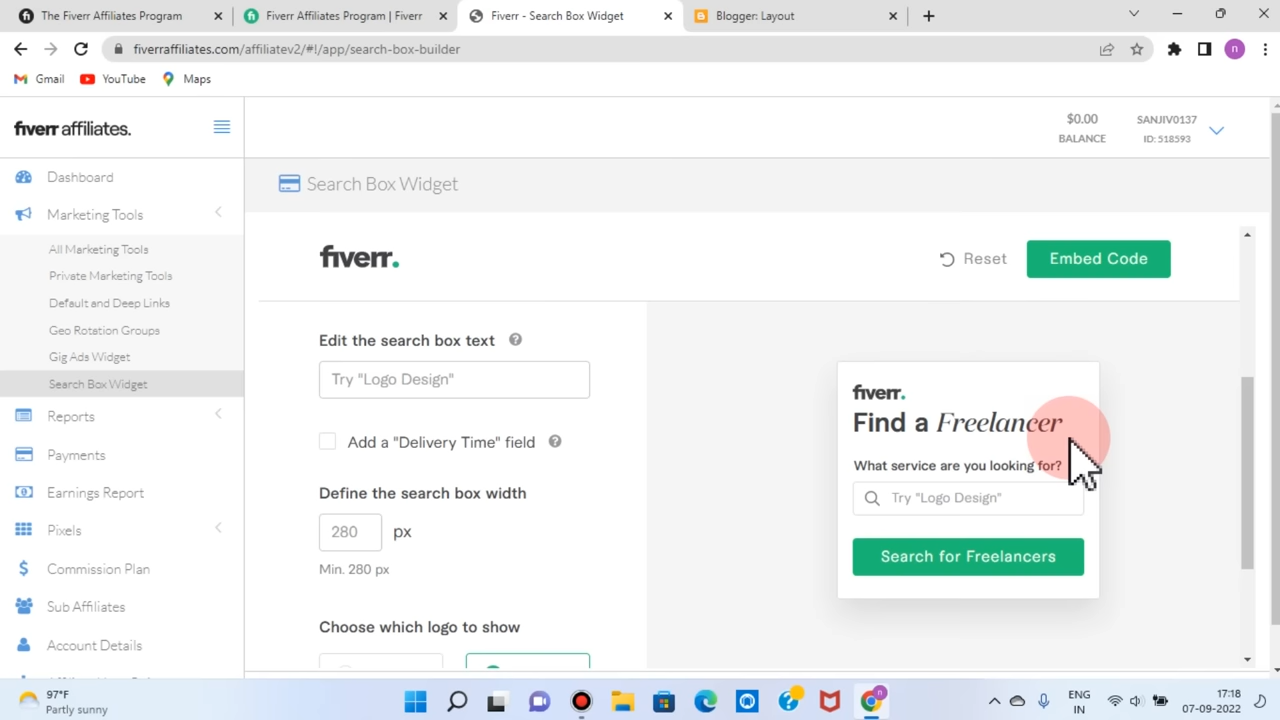 The Fiverr Affiliates Program
Fiverr Affiliates Program | Fiverr
Fiverr - Search Box Widget
Blogger: Layout
fiverraffiliates.com/affiliatev2/#!/app/search-box-builder
n
Gmail
YouTube
Maps
fiverr affiliates.
$0.00
BALANCE
SANJIV0137
ID: 518593
Dashboard
Marketing Tools
All Marketing Tools
Private Marketing Tools
Default and Deep Links
Geo Rotation Groups
Gig Ads Widget
Search Box Widget
Reports
Payments
Earnings Report
Pixels
Commission Plan
Sub Affiliates
Account Details
Search Box Widget
fiverr.
Reset
Embed Code
Edit the search box text
Try "Logo Design"
Add a "Delivery Time" field
Define the search box width
280 px
Min. 280 px
Choose which logo to show
fiverr.
Find a Freelancer
What service are you looking for?
Try "Logo Design"
Search for Freelancers
97°F
Partly sunny
ENG
IN
17:18
07-09-2022